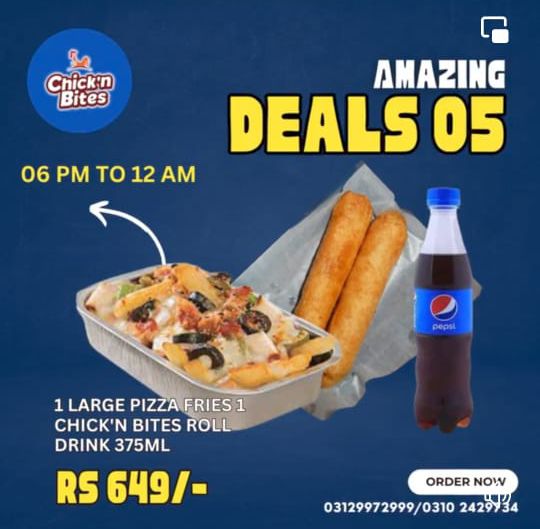 Chick'n
Bites
AMAZING
DEALS 05
06 PM TO 12 AM
pepsi
1 LARGE PIZZA FRIES 1
CHICK'N BITES ROLL
DRINK 375ML
RS 649/-
ORDER NOW
03129972999/0310 2429734